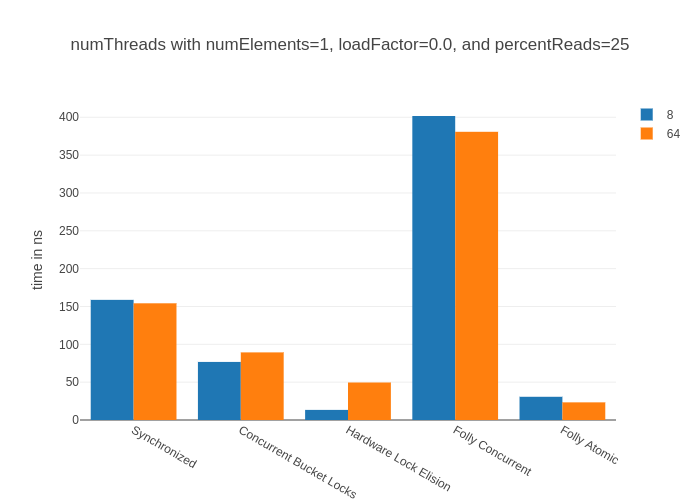 numThreads with numElements=1, loadFactor=0.0, and percentReads=25
8
64
time in ns
400
350
300
250
200
150
100
50
0
Synchronized
Concurrent Bucket Locks
Hardware Lock Elision
Folly Concurrent
Folly Atomic